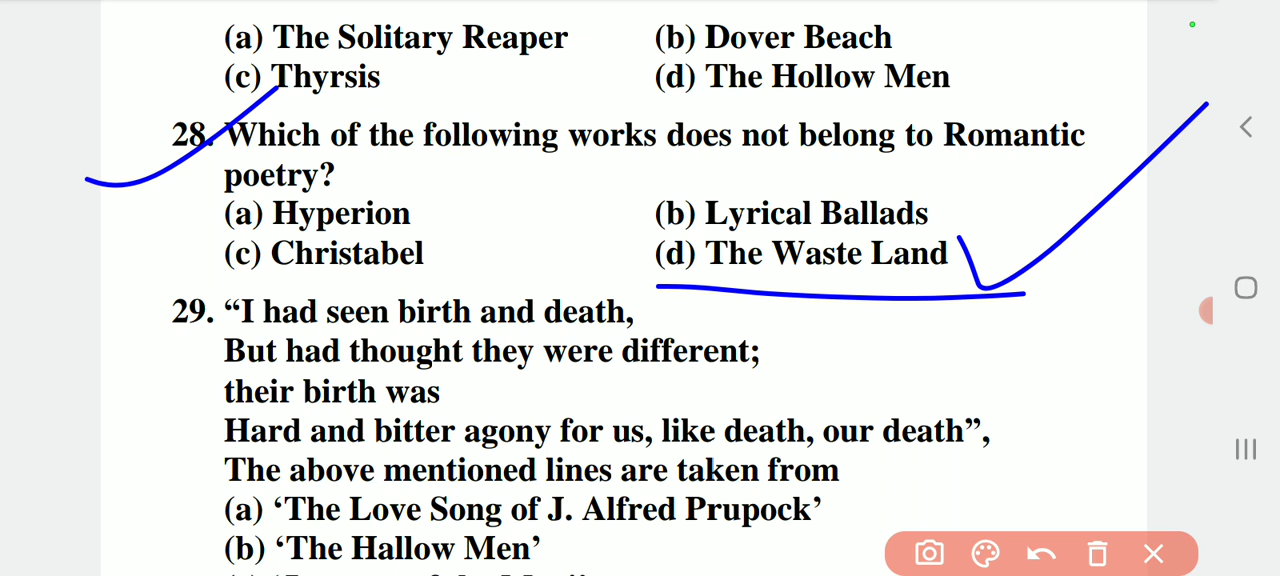 (a) The Solitary Reaper (b) Dover Beach
(c) Thyrsis (d) The Hollow Men
28. Which of the following works does not belong to Romantic
poetry?
(a) Hyperion (b) Lyrical Ballads
(c) Christabel (d) The Waste Land
29. “I had seen birth and death,
But had thought they were different;
their birth was
Hard and bitter agony for us, like death, our death”,
The above mentioned lines are taken from
(a) ‘The Love Song of J. Alfred Prupock’
(b) ‘The Hallow Men’